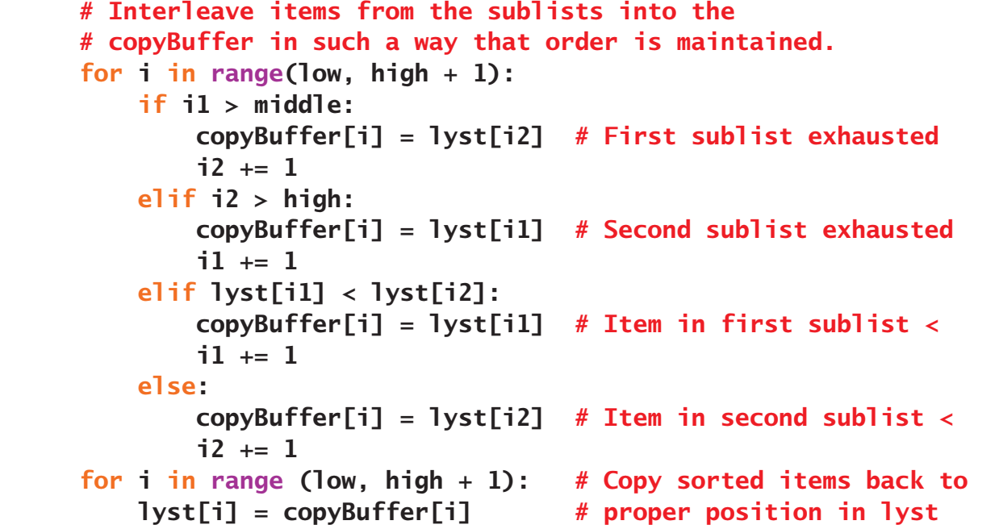 # Interleave items from the sublists into the
# copyBuffer in such a way that order is maintained.
for i in range(low, high + 1):
    if i1 > middle:
        copyBuffer[i] = lyst[i2]  # First sublist exhausted
        i2 += 1
    elif i2 > high:
        copyBuffer[i] = lyst[i1]  # Second sublist exhausted
        i1 += 1
    elif lyst[i1] < lyst[i2]:
        copyBuffer[i] = lyst[i1]  # Item in first sublist <
        i1 += 1
    else:
        copyBuffer[i] = lyst[i2]  # Item in second sublist <
        i2 += 1
for i in range (low, high + 1):   # Copy sorted items back to
    lyst[i] = copyBuffer[i]       # proper position in lyst